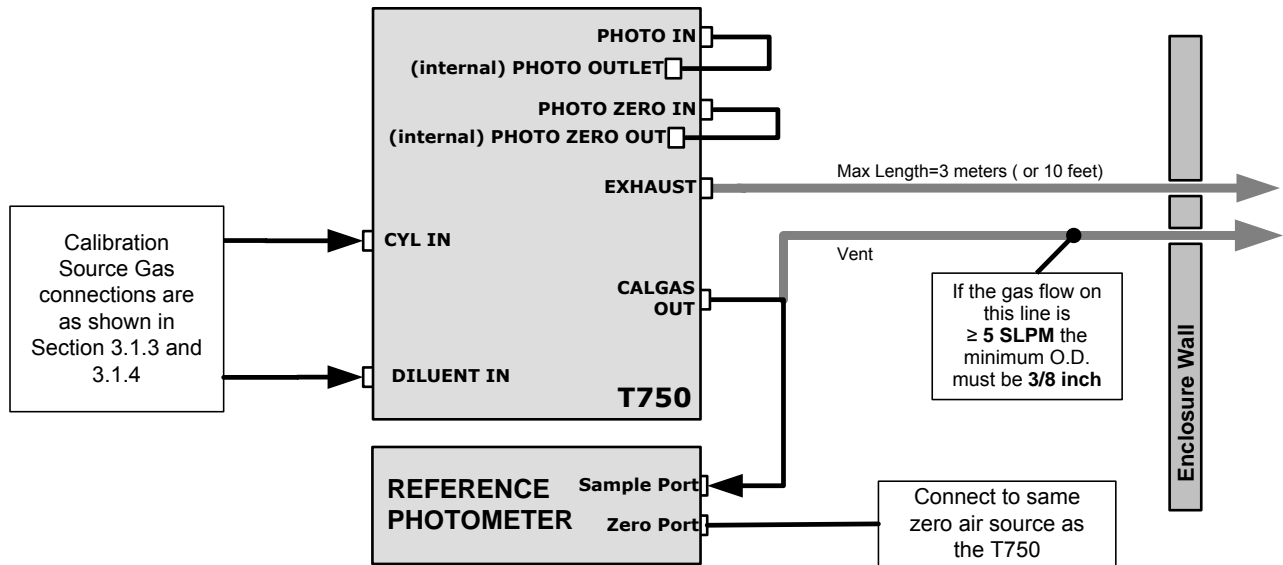 PHOTO IN
(internal) PHOTO OUTLET
PHOTO ZERO IN
(internal) PHOTO ZERO OUT
EXHAUST
Max Length=3 meters ( or 10 feet)
Calibration
Source Gas
connections are
as shown in
Section 3.1.3 and
3.1.4
CYL IN
Vent
CALGAS
OUT
If the gas flow on
this line is
≥ 5 SLPM the
minimum O.D.
must be 3/8 inch
DILUENT IN
T750
Enclosure Wall
REFERENCE
PHOTOMETER
Sample Port
Zero Port
Connect to same
zero air source as
the T750